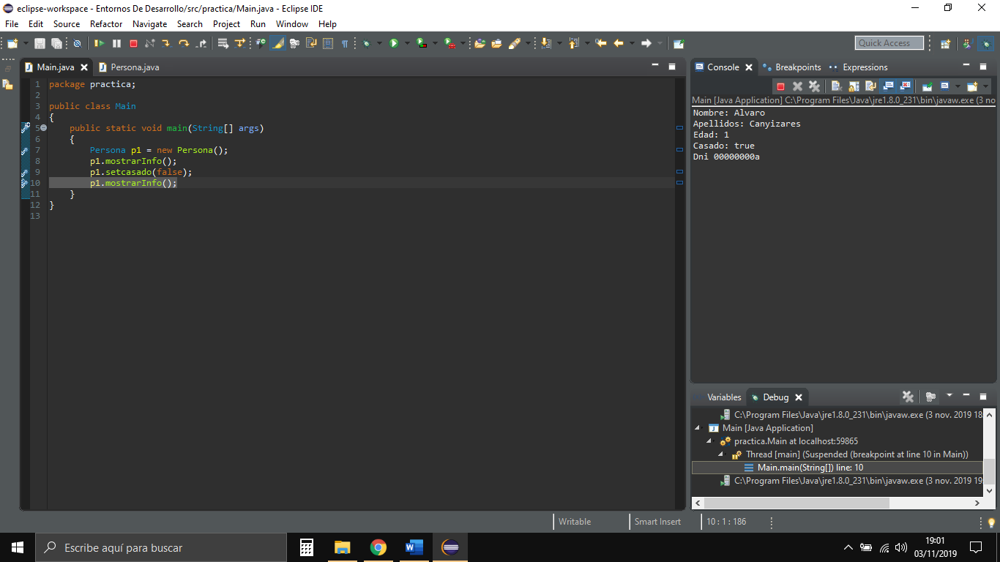 eclipse-workspace - Entornos De Desarrollo/src/practica/Main.java - Eclipse IDE
File Edit Source Refactor Navigate Search Project Run Window Help
Quick Access
Main.java Persona.java
1 package practica;
2
3 public class Main
4 {
5 public static void main(String[] args)
6 {
7 Persona p1 = new Persona();
8 p1.mostrarInfo();
9 p1.setcasado(false);
10 p1.mostrarInfo();
11 }
12 }
13
Console Breakpoints Expressions
Main [Java Application] C:\Program Files\Java\jre1.8.0_231\bin\javaw.exe (3 no
Nombre: Alvaro
Apellidos: Canyizares
Edad: 1
Casado: true
Dni 00000000a
Variables Debug
C:\Program Files\Java\jre1.8.0_231\bin\javaw.exe (3 nov. 2019 18
Main [Java Application]
practica.Main at localhost:59865
Thread [main] (Suspended (breakpoint at line 10 in Main))
Main.main(String[]) line: 10
C:\Program Files\Java\jre1.8.0_231\bin\javaw.exe (3 nov. 2019 19
Writable Smart Insert 10 : 1 : 186
Escribe aquí para buscar
19:01
03/11/2019